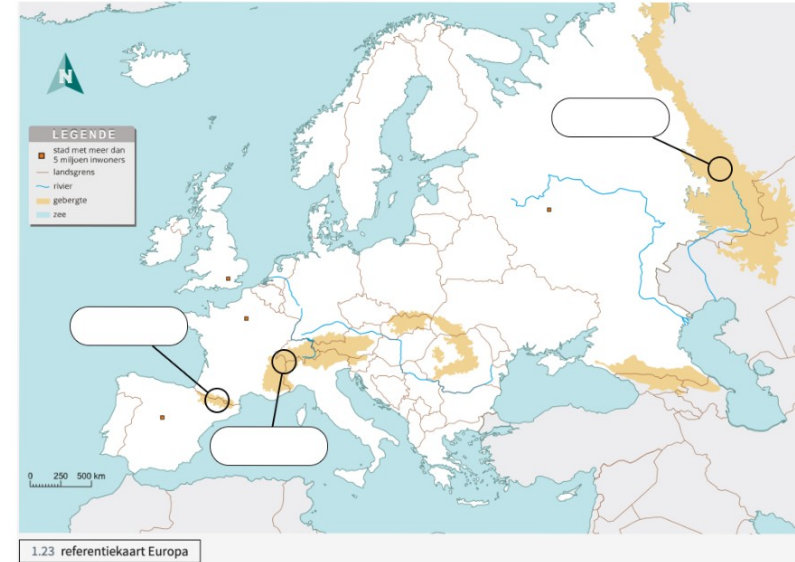 N
LEGENDE
stad met meer dan
5 miljoen inwoners
landsgrens
rivier
gebergte
zee
0 250 500 km
1.23 referentiekaart Europa